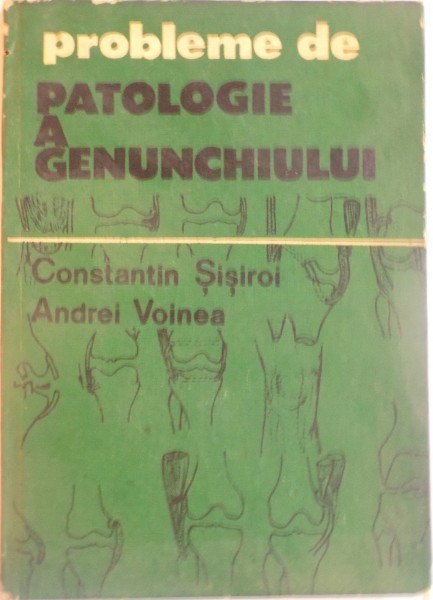 probleme de
PATOLOGIE
A
GENUNCHIULUI
Constantin Șișiroi
Andrei Voinea